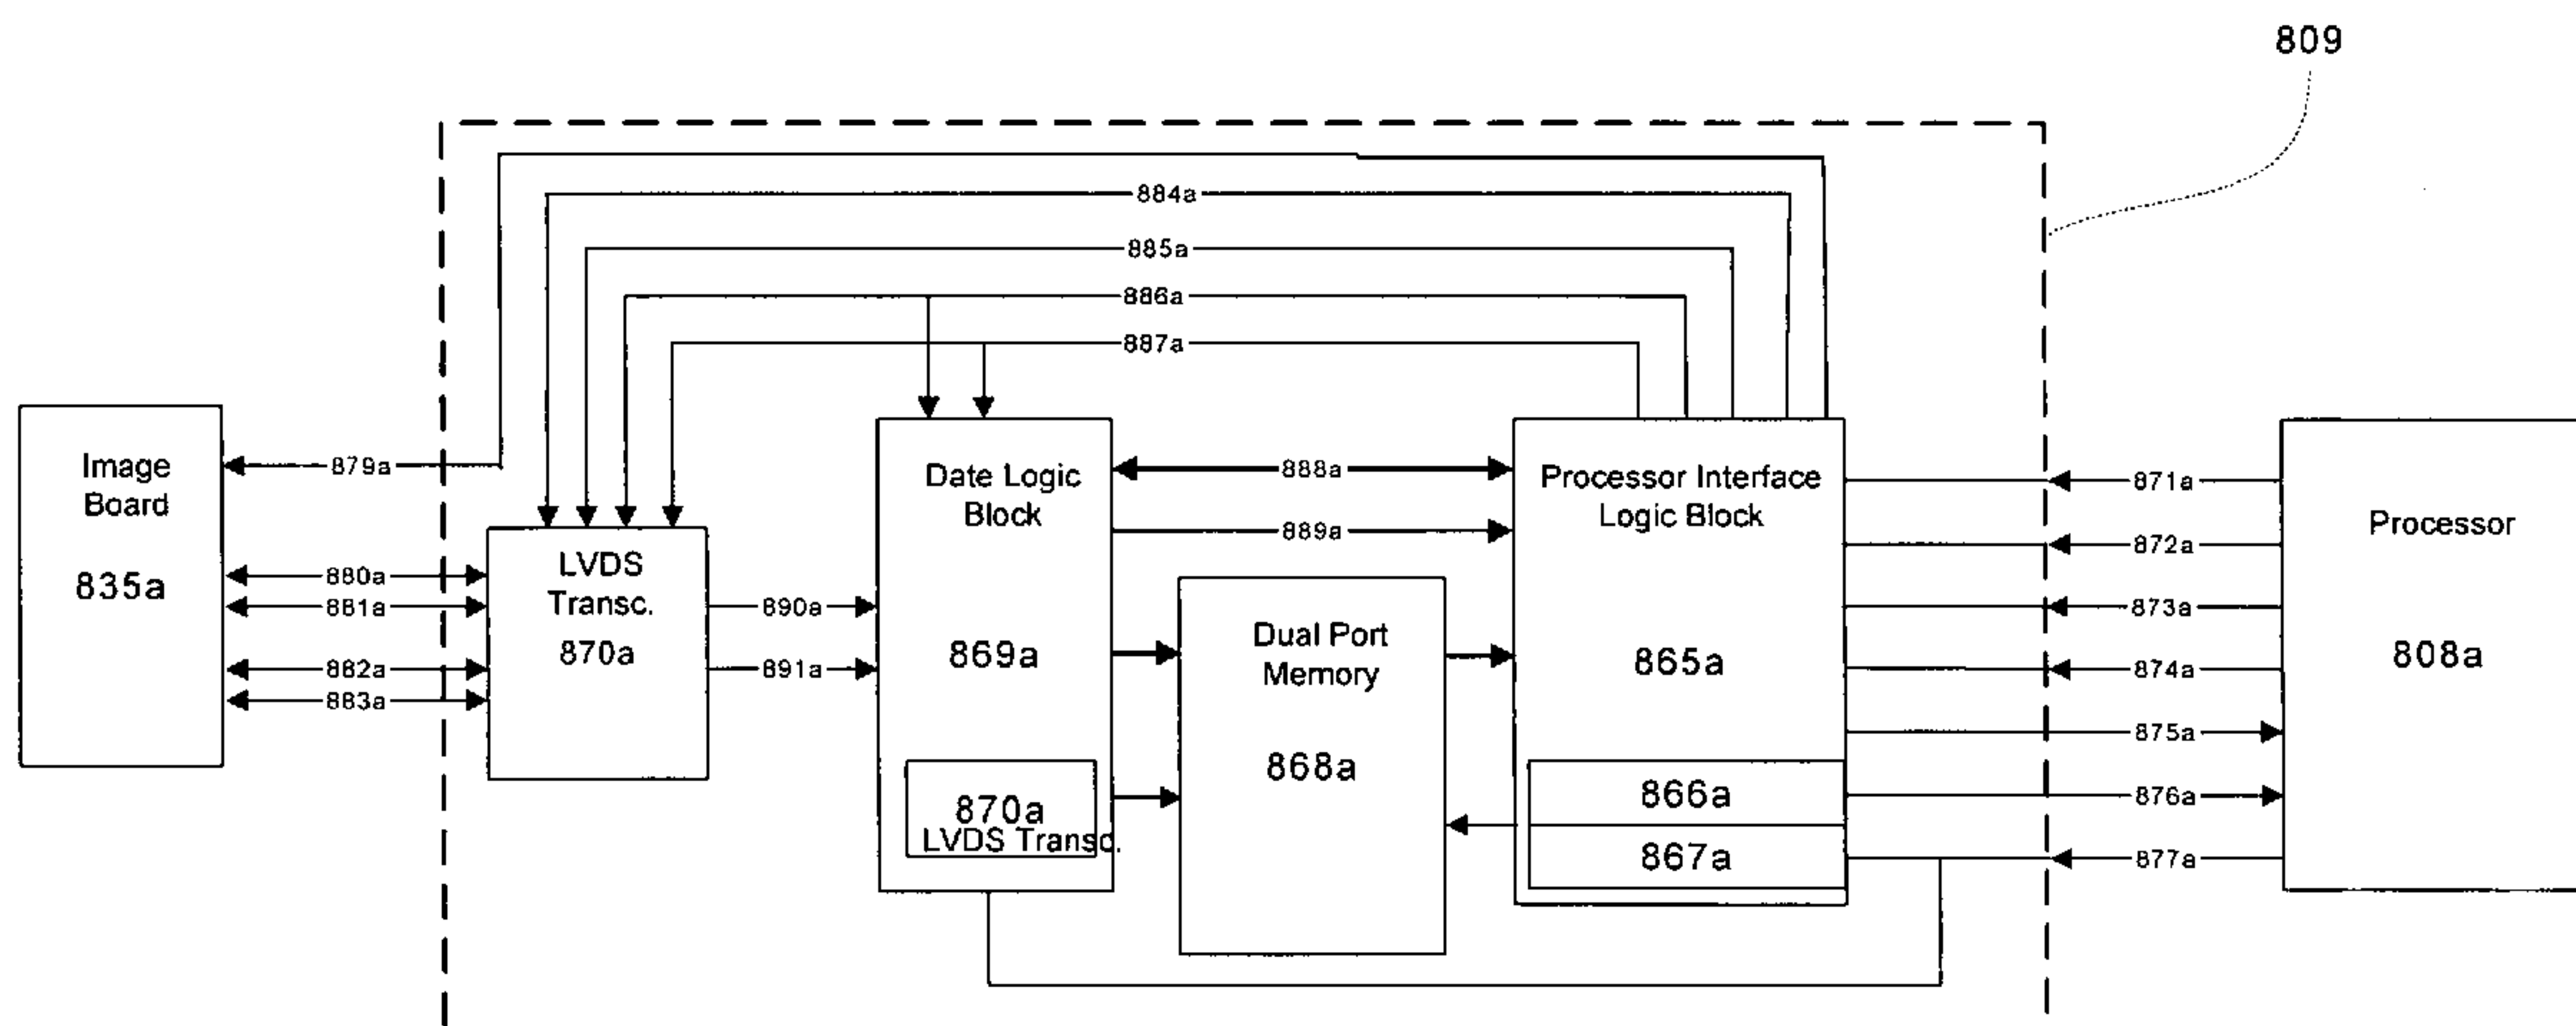 809
884a
885a
886a
887a
Image
Board
835a
879a
880a
881a
882a
883a
LVDS
Transc.
870a
890a
891a
Date Logic
Block
869a
870a
LVDS Transc.
888a
889a
Dual Port
Memory
868a
Processor Interface
Logic Block
865a
866a
867a
871a
872a
873a
874a
875a
876a
877a
Processor
808a